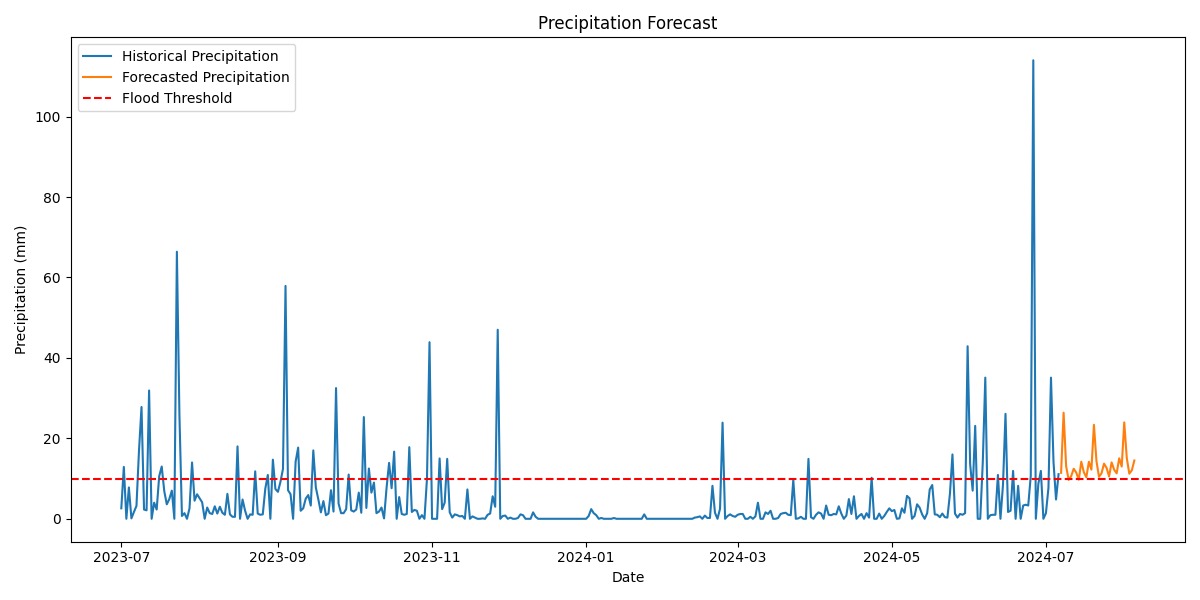 Precipitation Forecast
Historical Precipitation
Forecasted Precipitation
Flood Threshold
Precipitation (mm)
100
80
60
40
20
0
2023-07
2023-09
2023-11
2024-01
2024-03
2024-05
2024-07
Date